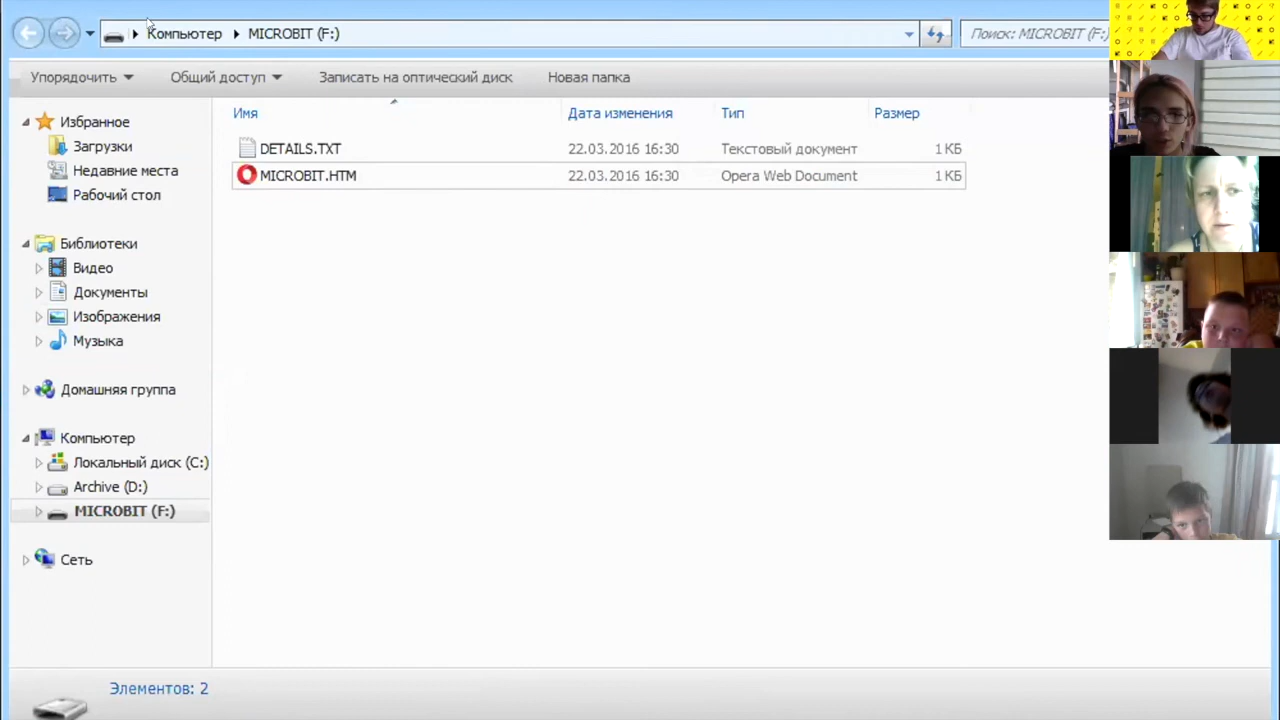 Компьютер MICROBIT (F:) Поиск: MICROBIT (F:)
Упорядочить Общий доступ Записать на оптический диск Новая папка
Имя Дата изменения Тип Размер
DETAILS.TXT 22.03.2016 16:30 Текстовый документ 1 КБ
MICROBIT.HTM 22.03.2016 16:30 Opera Web Document 1 КБ
Избранное
Загрузки
Недавние места
Рабочий стол
Библиотеки
Видео
Документы
Изображения
Музыка
Домашняя группа
Компьютер
Локальный диск (C:)
Archive (D:)
MICROBIT (F:)
Сеть
Элементов: 2